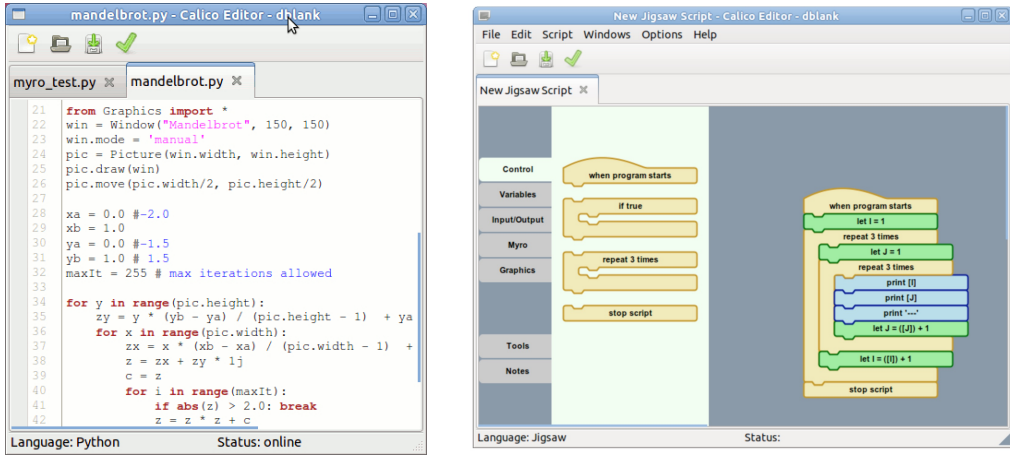 mandelbrot.py - Calico Editor - dblank
myro_test.py
mandelbrot.py
21 from Graphics import *
22 win = Window("Mandelbrot", 150, 150)
23 win.mode = 'manual'
24 pic = Picture(win.width, win.height)
25 pic.draw(win)
26 pic.move(pic.width/2, pic.height/2)
27
28 xa = 0.0 #-2.0
29 xb = 1.0
30 ya = 0.0 #-1.5
31 yb = 1.0 # 1.5
32 maxIt = 255 # max iterations allowed
33
34 for y in range(pic.height):
35 zy = y * (yb - ya) / (pic.height - 1) + ya
36 for x in range(pic.width):
37 zx = x * (xb - xa) / (pic.width - 1) +
38 z = zx + zy * 1j
39 c = z
40 for i in range(maxIt):
41 if abs(z) > 2.0: break
42 z = z * z + c
Language: Python Status: online
New Jigsaw Script - Calico Editor - dblank
File Edit Script Windows Options Help
New Jigsaw Script
Control
Variables
Input/Output
Myro
Graphics
Tools
Notes
when program starts
if true
repeat 3 times
stop script
when program starts
let I = 1
repeat 3 times
let J = 1
repeat 3 times
print [I]
print [J]
print '---'
let J = ([J]) + 1
let I = ([I]) + 1
stop script
Language: Jigsaw Status: